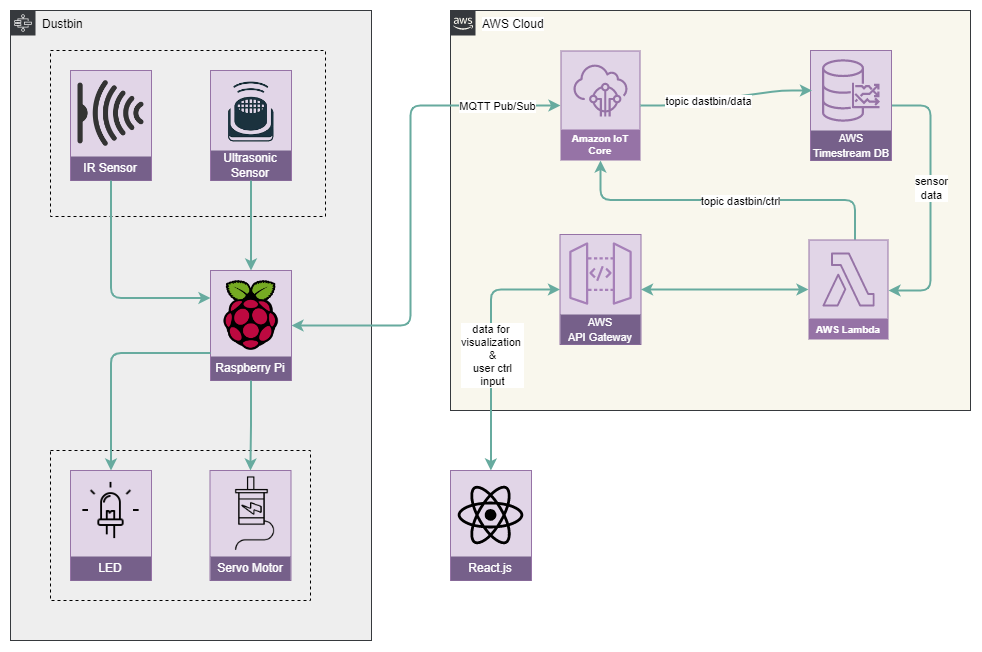 Dustbin
IR Sensor
Ultrasonic
Sensor
Raspberry Pi
LED
Servo Motor
aws
AWS Cloud
MQTT Pub/Sub
Amazon IoT
Core
topic dastbin/data
AWS
Timestream DB
sensor
data
topic dastbin/ctrl
</>
AWS
API Gateway
AWS Lambda
data for
visualization
&
user ctrl
input
React.js